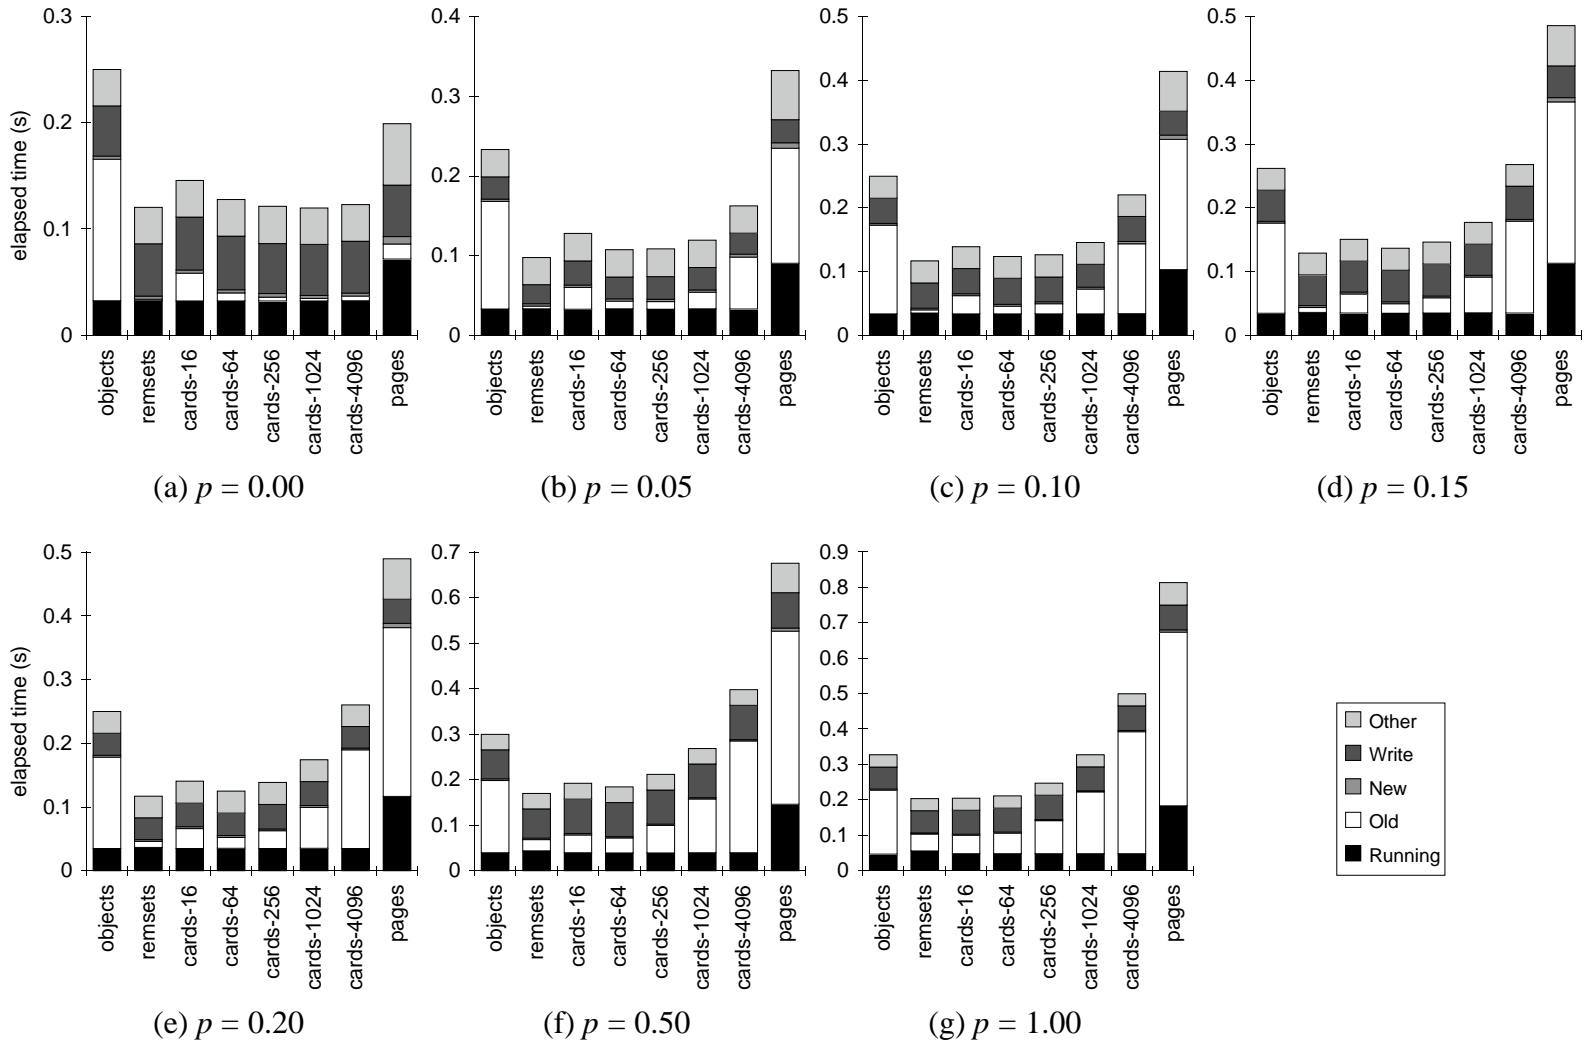 0.3
0.2
0.1
0
elapsed time (s)
objects
remsets
cards-16
cards-64
cards-256
cards-1024
cards-4096
pages
(a) p = 0.00
0.4
0.3
0.2
0.1
0
objects
remsets
cards-16
cards-64
cards-256
cards-1024
cards-4096
pages
(b) p = 0.05
0.5
0.4
0.3
0.2
0.1
0
objects
remsets
cards-16
cards-64
cards-256
cards-1024
cards-4096
pages
(c) p = 0.10
0.5
0.4
0.3
0.2
0.1
0
objects
remsets
cards-16
cards-64
cards-256
cards-1024
cards-4096
pages
(d) p = 0.15
0.5
0.4
0.3
0.2
0.1
0
elapsed time (s)
objects
remsets
cards-16
cards-64
cards-256
cards-1024
cards-4096
pages
(e) p = 0.20
0.7
0.6
0.5
0.4
0.3
0.2
0.1
0
objects
remsets
cards-16
cards-64
cards-256
cards-1024
cards-4096
pages
(f) p = 0.50
0.9
0.8
0.7
0.6
0.5
0.4
0.3
0.2
0.1
0
objects
remsets
cards-16
cards-64
cards-256
cards-1024
cards-4096
pages
(g) p = 1.00
Other
Write
New
Old
Running